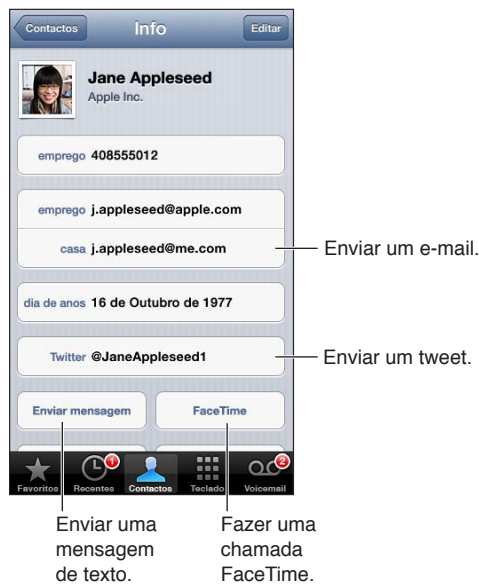 Contactos Info Editar
Jane Appleseed
Apple Inc.
emprego 408555012
emprego j.appleseed@apple.com
casa j.appleseed@me.com
Enviar um e-mail.
dia de anos 16 de Outubro de 1977
Twitter @JaneAppleseed1
Enviar um tweet.
Enviar mensagem FaceTime
1 2
Favoritos Recentes Contactos Teclado Voicemail
Enviar uma
mensagem
de texto.
Fazer uma
chamada
FaceTime.